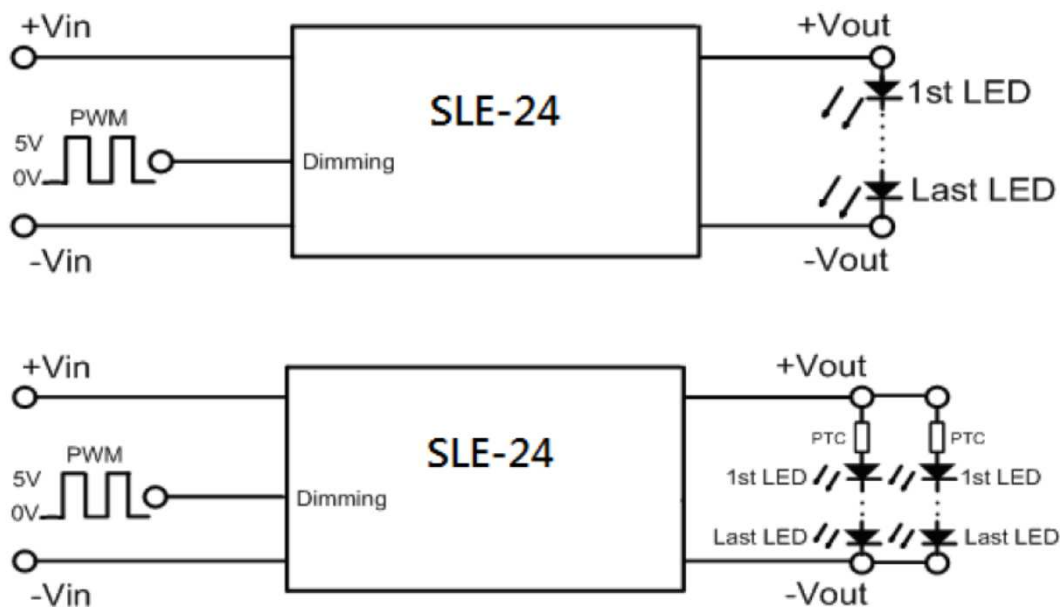 +Vin
+Vout
PWM
5V
0V
SLE-24
Dimming
1st LED
Last LED
-Vin
-Vout
+Vin
+Vout
PWM
5V
0V
SLE-24
Dimming
PTC
PTC
1st LED
1st LED
Last LED
Last LED
-Vin
-Vout